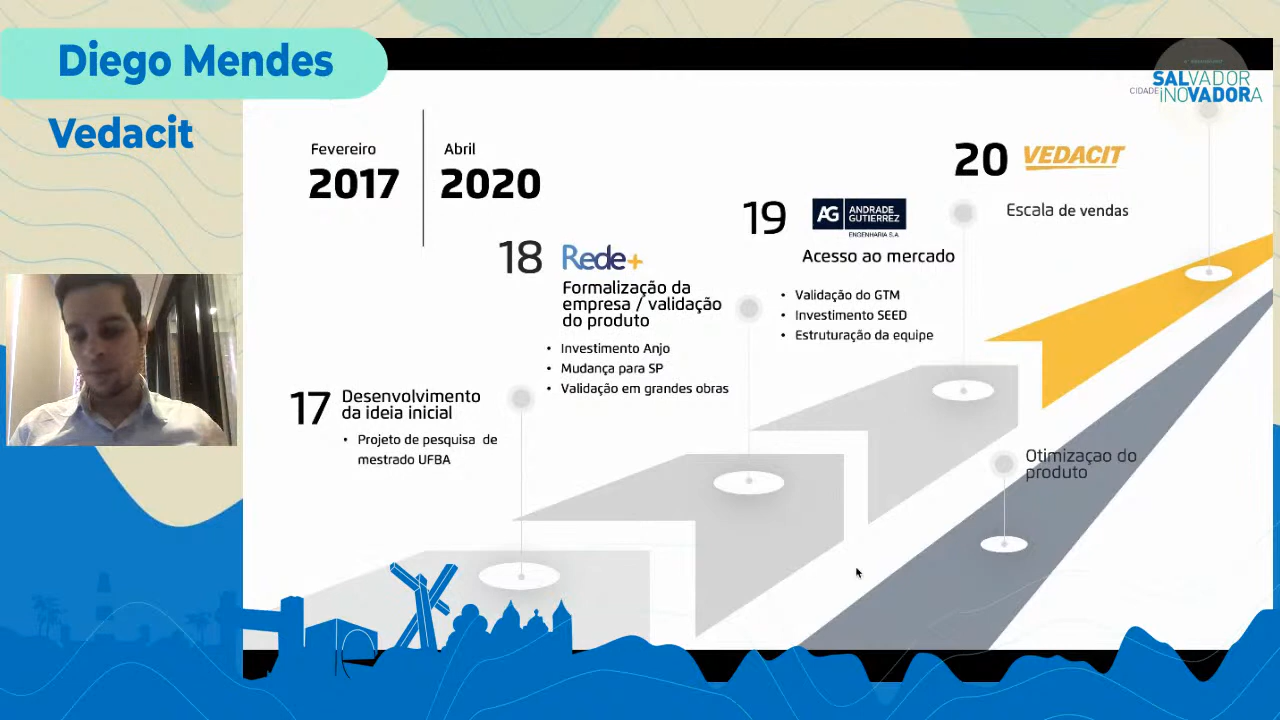 Diego Mendes
Vedacit
SALVADOR
CIDADE INOVADORA
Fevereiro
2017
Abril
2020
20 VEDACIT
Escala de vendas
19 AG ANDRADE
GUTIERREZ
ENGENHARIA S.A.
Acesso ao mercado
• Validação do GTM
• Investimento SEED
• Estruturação da equipe
18 Rede+
Formalização da
empresa / validação
do produto
• Investimento Anjo
• Mudança para SP
• Validação em grandes obras
17 Desenvolvimento
da ideia inicial
• Projeto de pesquisa de
mestrado UFBA
Otimização do
produto